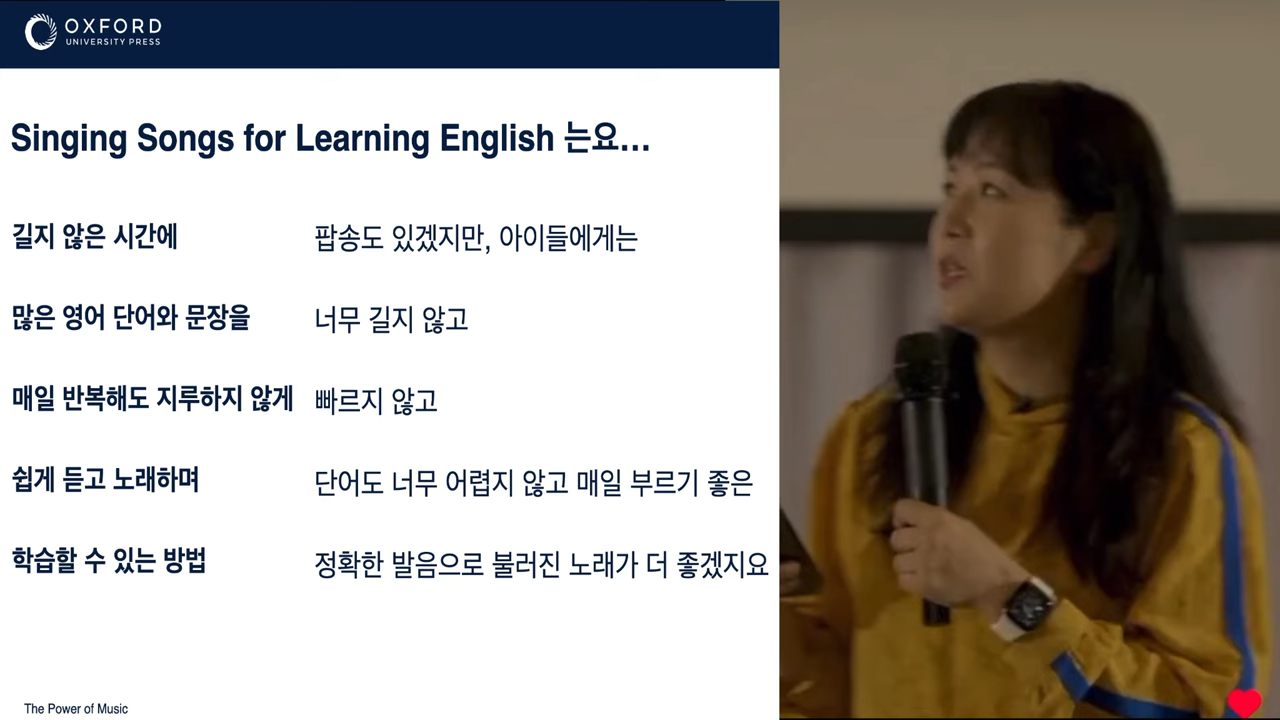 OXFORD
UNIVERSITY PRESS
Singing Songs for Learning English 는요...
길지 않은 시간에
많은 영어 단어와 문장을
매일 반복해도 지루하지 않게
쉽게 듣고 노래하며
학습할 수 있는 방법
팝송도 있겠지만, 아이들에게는
너무 길지 않고
빠르지 않고
단어도 너무 어렵지 않고 매일 부르기 좋은
정확한 발음으로 불러진 노래가 더 좋겠지요
The Power of Music